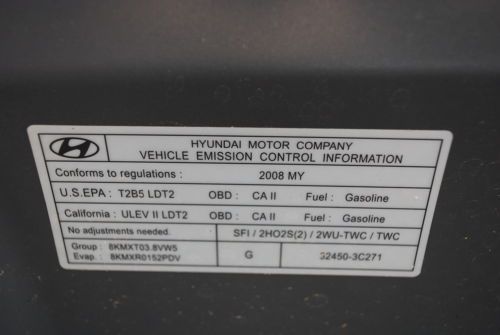 HYUNDAI MOTOR COMPANY
VEHICLE EMISSION CONTROL INFORMATION
Conforms to regulations : 2008 MY
U.S.EPA : T2B5 LDT2 OBD : CA II Fuel : Gasoline
California : ULEV II LDT2 OBD : CA II Fuel : Gasoline
No adjustments needed. SFI / 2HO2S(2) / 2WU-TWC / TWC
Group : 8KMXT03.8VW5
Evap. : 8KMXR0152PDV
G 32450-3C271